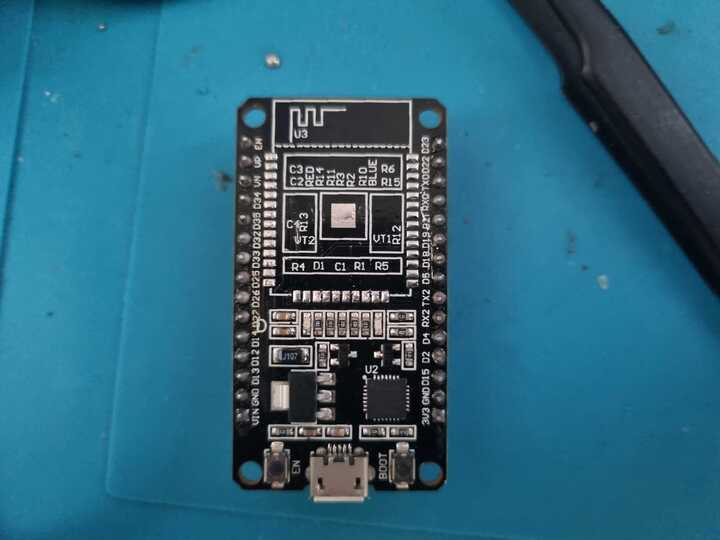 U3
EN
VP
VN
D34
D35
D32
D33
D25
D26
D27
D14
D12
D13
GND
VIN
C3
C2
RED
R14
R11
R3
R2
R10
BLUE
R6
R15
C4
R13
VT2
VT1
R12
R4 D1 C1 R1 R5
D23
D22
TX0
RX0
D21
D19
D18
D5
TX2
RX2
D4
D2
D15
GND
3V3
J107
U2
EN
BOOT